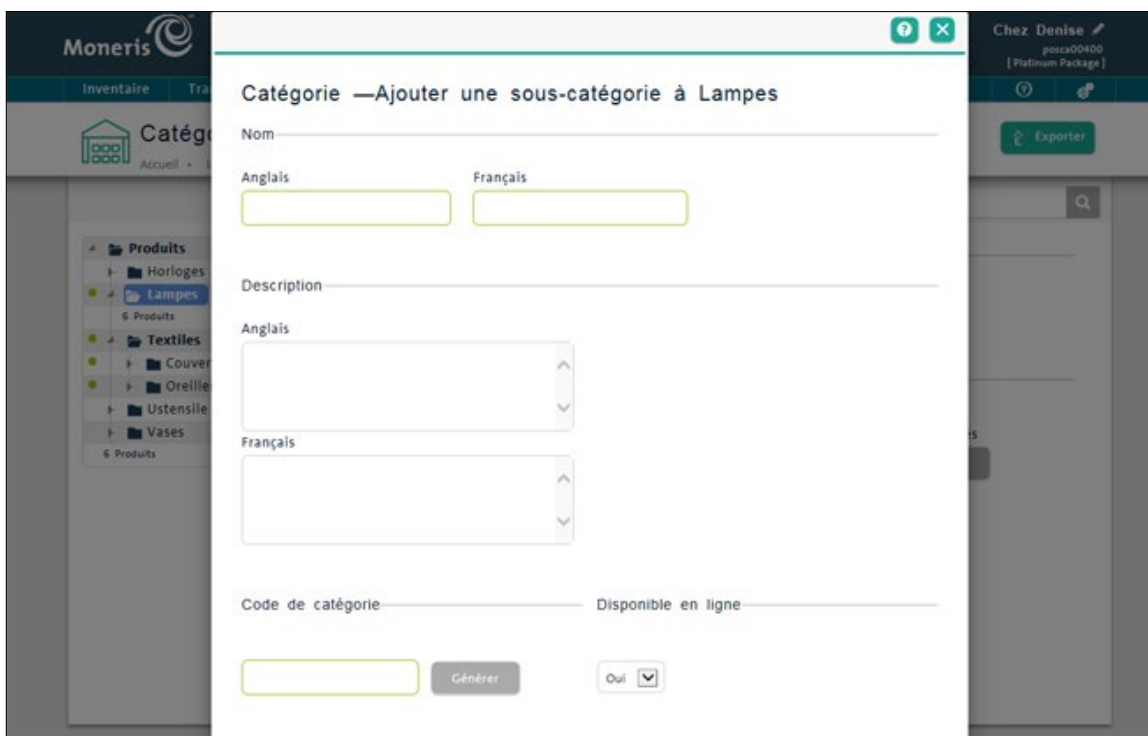 Moneris
Chez Denise
posca00400
[ Platinum Package ]
Inventaire Tra
Catégorie —Ajouter une sous-catégorie à Lampes
Catég
Accueil •
Exporter
Nom
Anglais Français
Produits
Horloges
Lampes
6 Produits
Textiles
Couver
Oreille
Ustensile
Vases
6 Produits
Description
Anglais
Français
es
Code de catégorie Disponible en ligne
Générer Oui